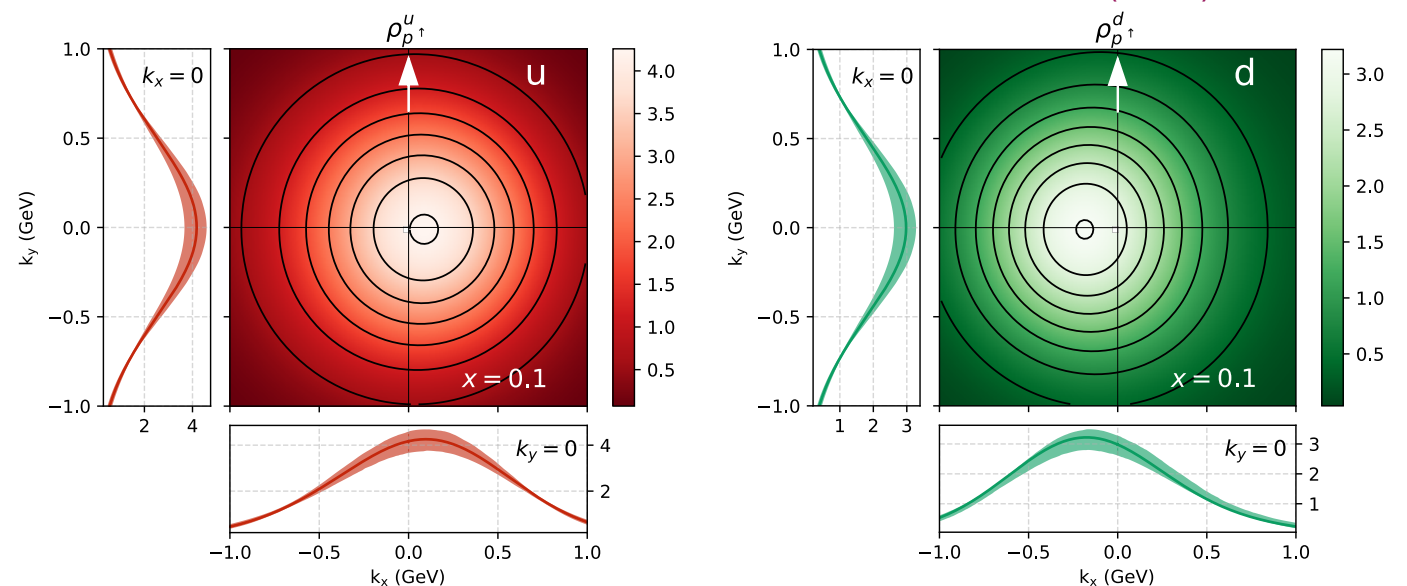 ρ^u_{p↑}
1.0
0.5
0.0
−0.5
−1.0
k_y (GeV)
k_x = 0
2 4
u
x = 0.1
4.0
3.5
3.0
2.5
2.0
1.5
1.0
0.5
k_y = 0
4
2
−1.0 −0.5 0.0 0.5 1.0
k_x (GeV)
ρ^d_{p↑}
1.0
0.5
0.0
−0.5
−1.0
k_y (GeV)
k_x = 0
1 2 3
d
x = 0.1
3.0
2.5
2.0
1.5
1.0
0.5
k_y = 0
3
2
1
−1.0 −0.5 0.0 0.5 1.0
k_x (GeV)